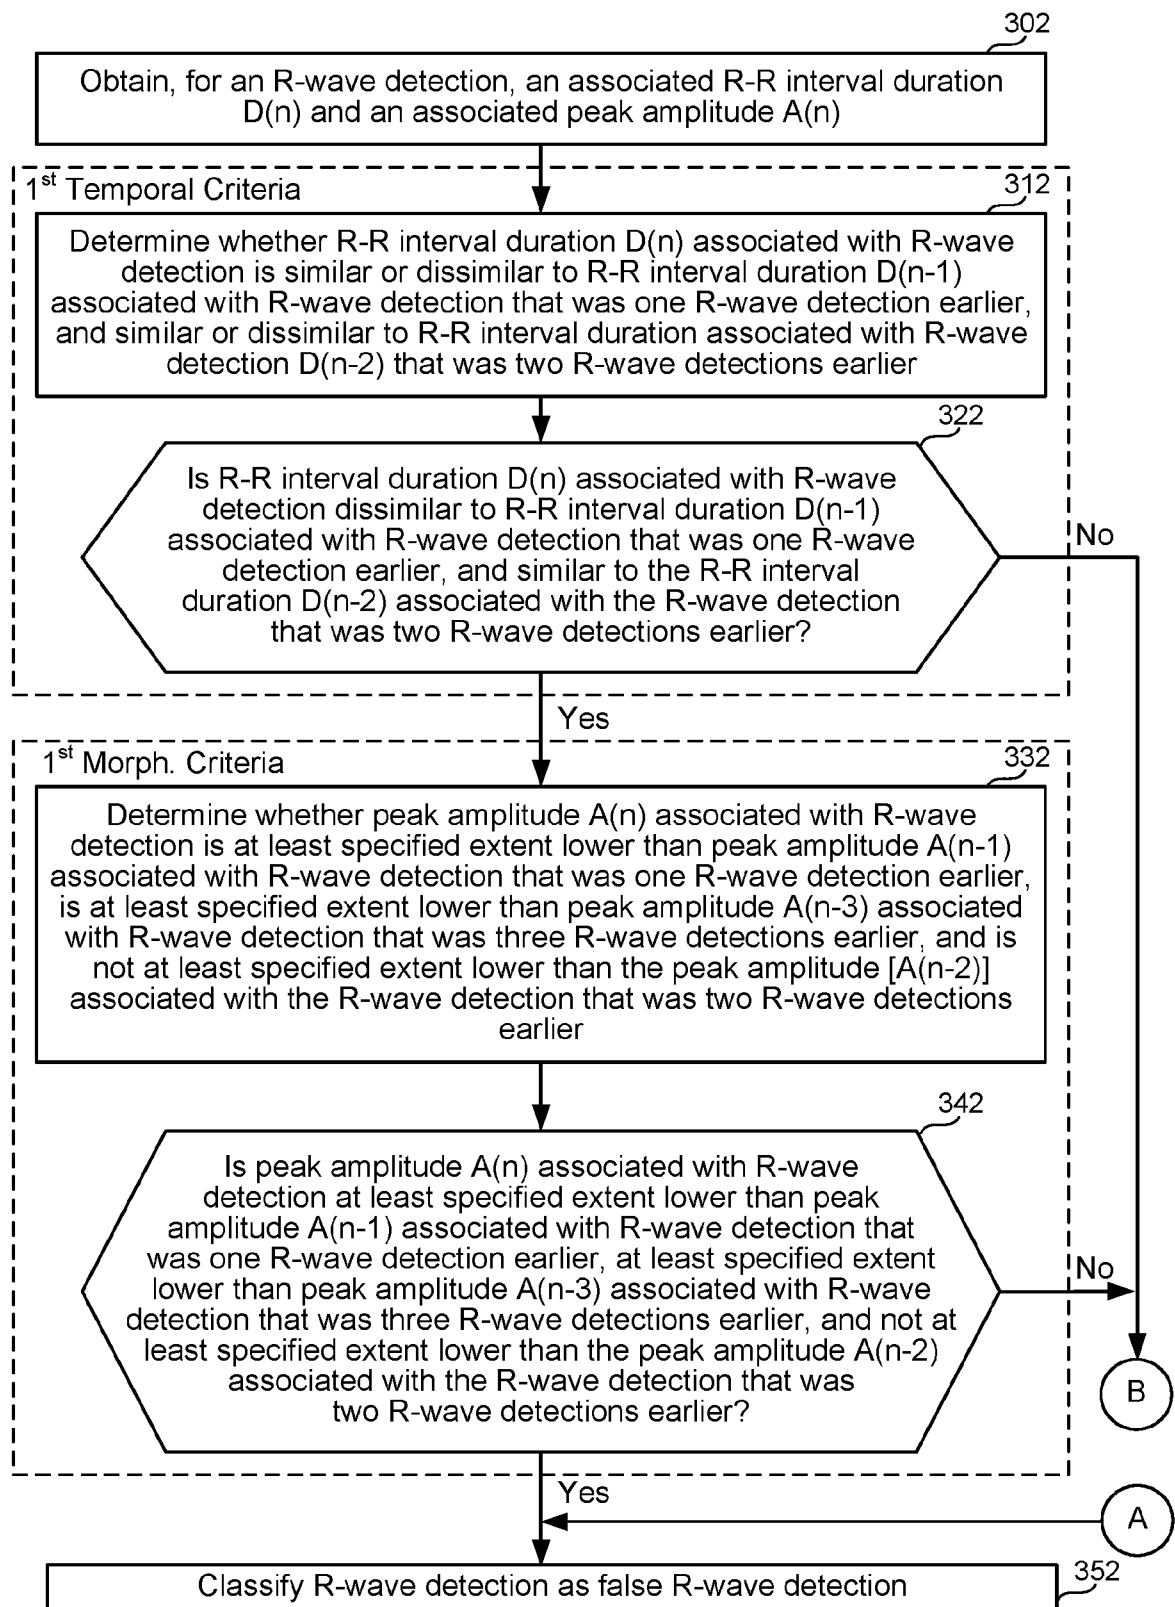 302
Obtain, for an R-wave detection, an associated R-R interval duration
D(n) and an associated peak amplitude A(n)
1st Temporal Criteria
312
Determine whether R-R interval duration D(n) associated with R-wave
detection is similar or dissimilar to R-R interval duration D(n-1)
associated with R-wave detection that was one R-wave detection earlier,
and similar or dissimilar to R-R interval duration associated with R-wave
detection D(n-2) that was two R-wave detections earlier
322
Is R-R interval duration D(n) associated with R-wave
detection dissimilar to R-R interval duration D(n-1)
associated with R-wave detection that was one R-wave
detection earlier, and similar to the R-R interval
duration D(n-2) associated with the R-wave detection
that was two R-wave detections earlier?
No
Yes
1st Morph. Criteria
332
Determine whether peak amplitude A(n) associated with R-wave
detection is at least specified extent lower than peak amplitude A(n-1)
associated with R-wave detection that was one R-wave detection earlier,
is at least specified extent lower than peak amplitude A(n-3) associated
with R-wave detection that was three R-wave detections earlier, and is
not at least specified extent lower than the peak amplitude [A(n-2)]
associated with the R-wave detection that was two R-wave detections
earlier
342
Is peak amplitude A(n) associated with R-wave
detection at least specified extent lower than peak
amplitude A(n-1) associated with R-wave detection that
was one R-wave detection earlier, at least specified extent
lower than peak amplitude A(n-3) associated with R-wave
detection that was three R-wave detections earlier, and not at
least specified extent lower than the peak amplitude A(n-2)
associated with the R-wave detection that was
two R-wave detections earlier?
No
B
Yes
A
352
Classify R-wave detection as false R-wave detection